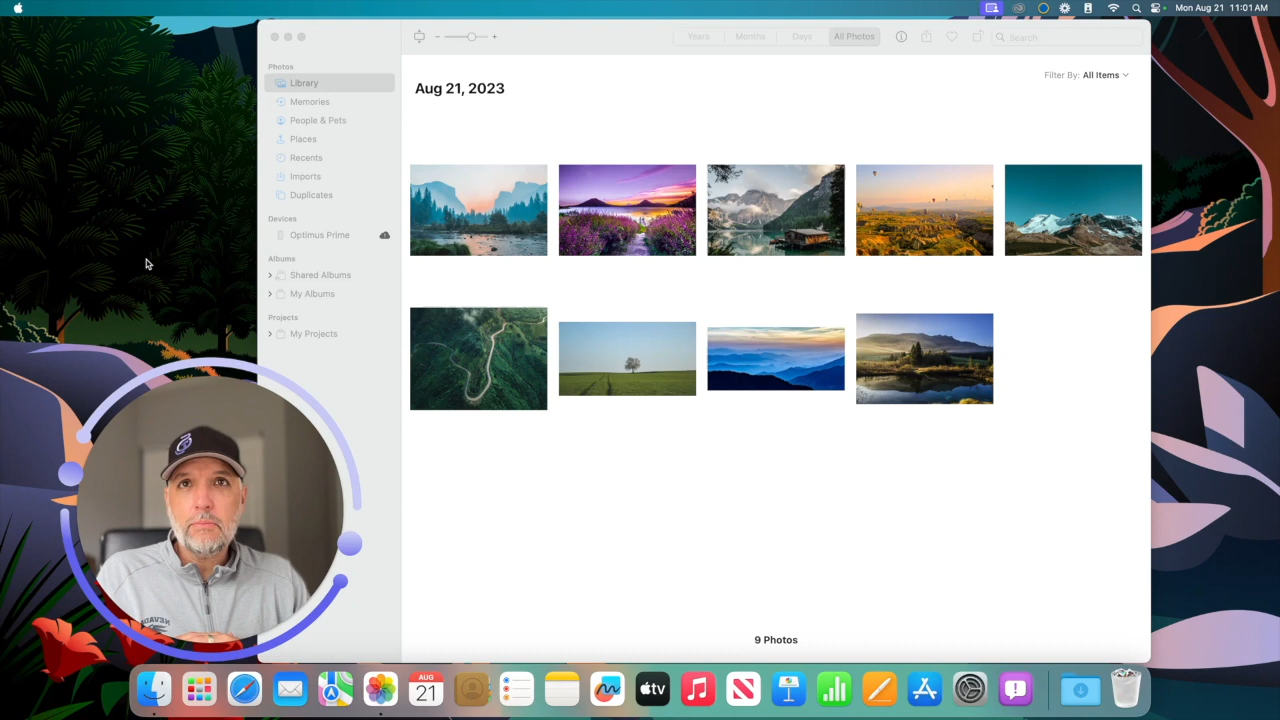 Mon Aug 21 11:01 AM
Years
Months
Days
All Photos
Search
Photos
Library
Memories
People & Pets
Places
Recents
Imports
Duplicates
Devices
Optimus Prime
Albums
Shared Albums
My Albums
Projects
My Projects
Aug 21, 2023
Filter By: All Items
9 Photos
NEVADA
AUG
21
tv